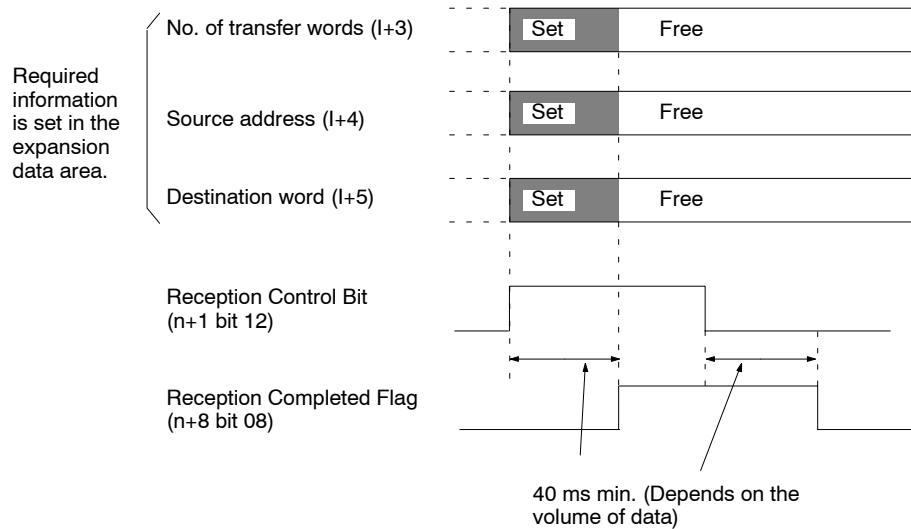 No. of transfer words (I+3)
Set
Free
Required
information
is set in the
expansion
data area.
Source address (I+4)
Set
Free
Destination word (I+5)
Set
Free
Reception Control Bit
(n+1 bit 12)
Reception Completed Flag
(n+8 bit 08)
40 ms min. (Depends on the
volume of data)